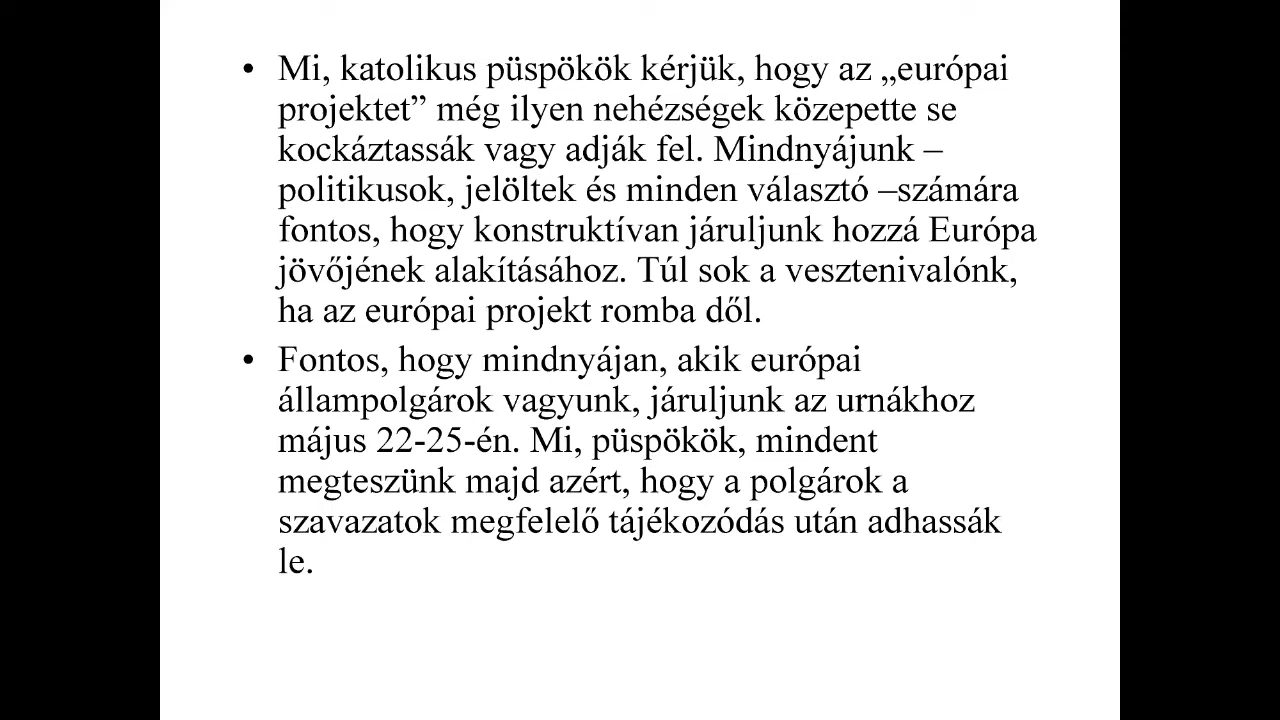 • Mi, katolikus püspökök kérjük, hogy az „európai
projektet” még ilyen nehézségek közepette se
kockáztassák vagy adják fel. Mindnyájunk –
politikusok, jelöltek és minden választó –számára
fontos, hogy konstruktívan járuljunk hozzá Európa
jövőjének alakításához. Túl sok a vesztenivalónk,
ha az európai projekt romba dől.
• Fontos, hogy mindnyájan, akik európai
állampolgárok vagyunk, járuljunk az urnákhoz
május 22-25-én. Mi, püspökök, mindent
megteszünk majd azért, hogy a polgárok a
szavazatok megfelelő tájékozódás után adhassák
le.